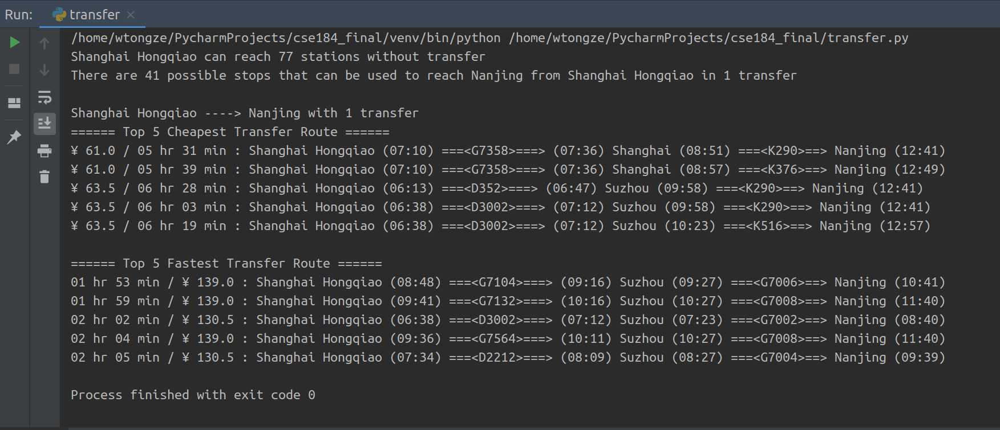 Run: transfer
/home/wtongze/PycharmProjects/cse184_final/venv/bin/python /home/wtongze/PycharmProjects/cse184_final/transfer.py
Shanghai Hongqiao can reach 77 stations without transfer
There are 41 possible stops that can be used to reach Nanjing from Shanghai Hongqiao in 1 transfer
Shanghai Hongqiao ----> Nanjing with 1 transfer
====== Top 5 Cheapest Transfer Route ======
¥ 61.0 / 05 hr 31 min : Shanghai Hongqiao (07:10) ===<G7358>===> (07:36) Shanghai (08:51) ===<K290>==> Nanjing (12:41)
¥ 61.0 / 05 hr 39 min : Shanghai Hongqiao (07:10) ===<G7358>===> (07:36) Shanghai (08:57) ===<K376>==> Nanjing (12:49)
¥ 63.5 / 06 hr 28 min : Shanghai Hongqiao (06:13) ===<D352>===> (06:47) Suzhou (09:58) ===<K290>==> Nanjing (12:41)
¥ 63.5 / 06 hr 03 min : Shanghai Hongqiao (06:38) ===<D3002>===> (07:12) Suzhou (09:58) ===<K290>==> Nanjing (12:41)
¥ 63.5 / 06 hr 19 min : Shanghai Hongqiao (06:38) ===<D3002>===> (07:12) Suzhou (10:23) ===<K516>==> Nanjing (12:57)
====== Top 5 Fastest Transfer Route ======
01 hr 53 min / ¥ 139.0 : Shanghai Hongqiao (08:48) ===<G7104>===> (09:16) Suzhou (09:27) ===<G7006>==> Nanjing (10:41)
01 hr 59 min / ¥ 139.0 : Shanghai Hongqiao (09:41) ===<G7132>===> (10:16) Suzhou (10:27) ===<G7008>==> Nanjing (11:40)
02 hr 02 min / ¥ 130.5 : Shanghai Hongqiao (06:38) ===<D3002>===> (07:12) Suzhou (07:23) ===<G7002>==> Nanjing (08:40)
02 hr 04 min / ¥ 139.0 : Shanghai Hongqiao (09:36) ===<G7564>===> (10:11) Suzhou (10:27) ===<G7008>==> Nanjing (11:40)
02 hr 05 min / ¥ 130.5 : Shanghai Hongqiao (07:34) ===<D2212>===> (08:09) Suzhou (08:27) ===<G7004>==> Nanjing (09:39)
Process finished with exit code 0